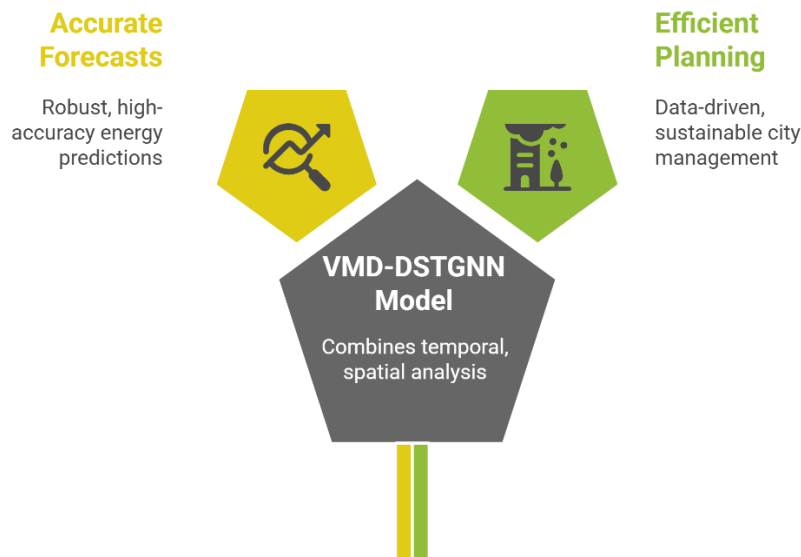 Accurate
Forecasts
Robust, high-
accuracy energy
predictions
Efficient
Planning
Data-driven,
sustainable city
management
VMD-DSTGNN
Model
Combines temporal,
spatial analysis